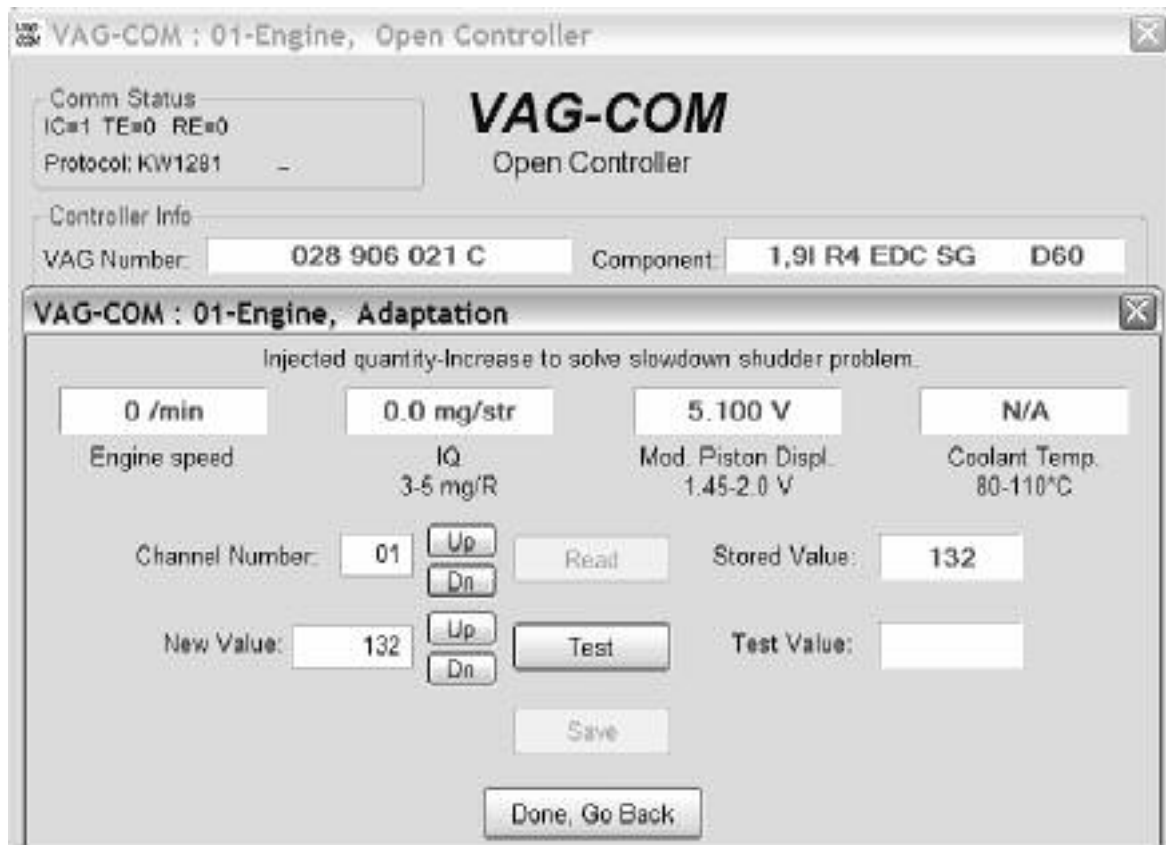 VAG-COM : 01-Engine, Open Controller
Comm Status
IC=1 TE=0 RE=0
Protocol: KW1281 –
VAG-COM
Open Controller
Controller Info
VAG Number: 028 906 021 C Component: 1,9l R4 EDC SG D60
VAG-COM : 01-Engine, Adaptation
Injected quantity-Increase to solve slowdown shudder problem.
0 /min 0.0 mg/str 5.100 V N/A
Engine speed IQ Mod. Piston Displ. Coolant Temp.
3-5 mg/R 1.45-2.0 V 80-110°C
Channel Number: 01 Up Dn Read Stored Value: 132
New Value: 132 Up Dn Test Test Value:
Save
Done, Go Back